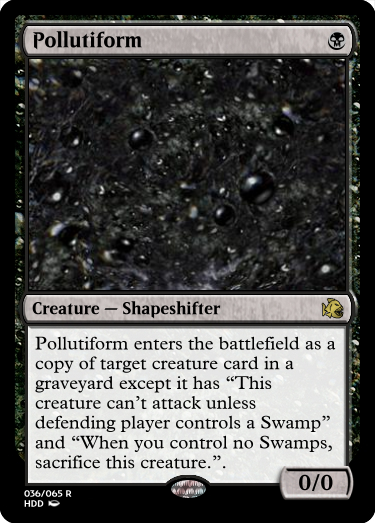 Pollutiform
Creature — Shapeshifter
Pollutiform enters the battlefield as a
copy of target creature card in a
graveyard except it has “This
creature can’t attack unless
defending player controls a Swamp”
and “When you control no Swamps,
sacrifice this creature.”.
0/0
036/065 R
HDD